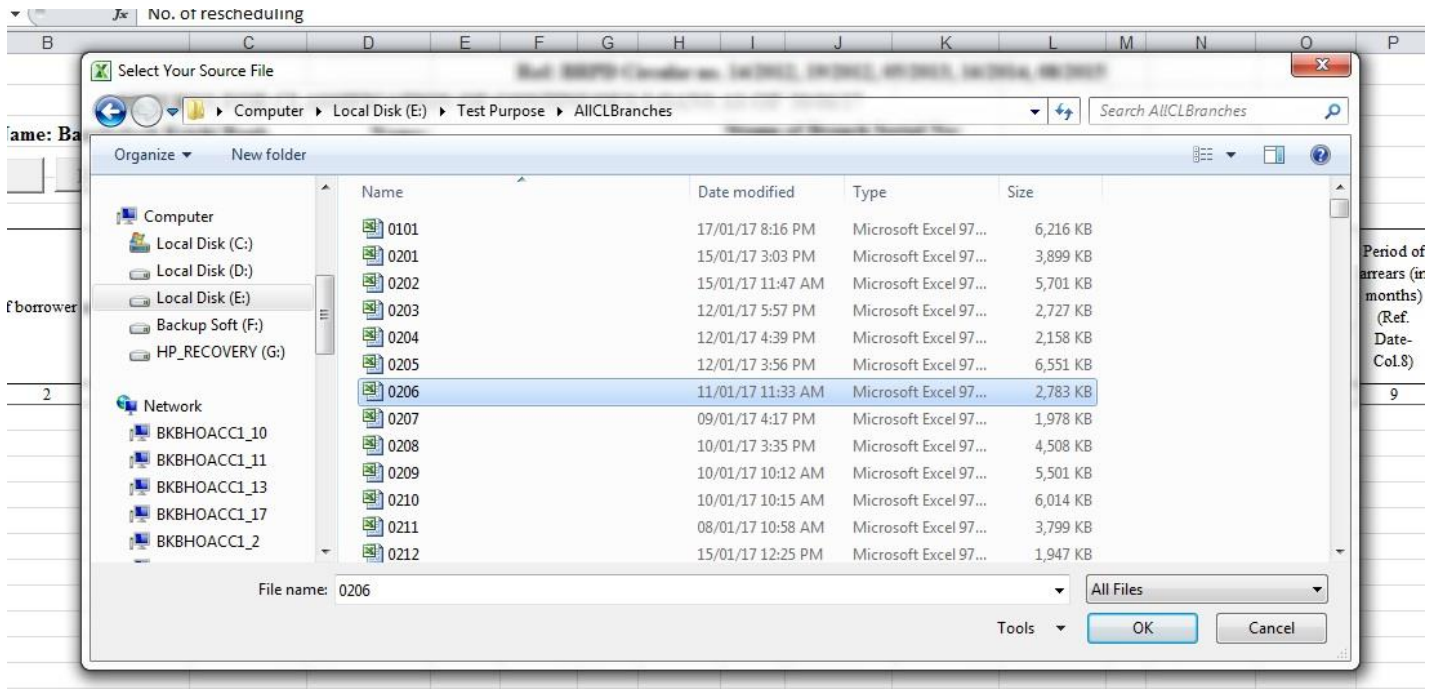 fx No. of rescheduling
B C D E F G H I J K L M N O P
Select Your Source File
Computer Local Disk (E:) Test Purpose AllCLBranches Search AllCLBranches
Name: Ba
Organize New folder
Name Date modified Type Size
Computer
Local Disk (C:)
Local Disk (D:)
Local Disk (E:)
Backup Soft (F:)
HP_RECOVERY (G:)
Network
BKBHOACC1_10
BKBHOACC1_11
BKBHOACC1_13
BKBHOACC1_17
BKBHOACC1_2
0101 17/01/17 8:16 PM Microsoft Excel 97... 6,216 KB
0201 15/01/17 3:03 PM Microsoft Excel 97... 3,899 KB
0202 15/01/17 11:47 AM Microsoft Excel 97... 5,701 KB
0203 12/01/17 5:57 PM Microsoft Excel 97... 2,727 KB
0204 12/01/17 4:39 PM Microsoft Excel 97... 2,158 KB
0205 12/01/17 3:56 PM Microsoft Excel 97... 6,551 KB
0206 11/01/17 11:33 AM Microsoft Excel 97... 2,783 KB
0207 09/01/17 4:17 PM Microsoft Excel 97... 1,978 KB
0208 10/01/17 3:35 PM Microsoft Excel 97... 4,508 KB
0209 10/01/17 10:12 AM Microsoft Excel 97... 5,501 KB
0210 10/01/17 10:15 AM Microsoft Excel 97... 6,014 KB
0211 08/01/17 10:58 AM Microsoft Excel 97... 3,799 KB
0212 15/01/17 12:25 PM Microsoft Excel 97... 1,947 KB
f borrower
2
Period of
arrears (in
months)
(Ref.
Date-
Col.8)
9
File name: 0206 All Files
Tools OK Cancel